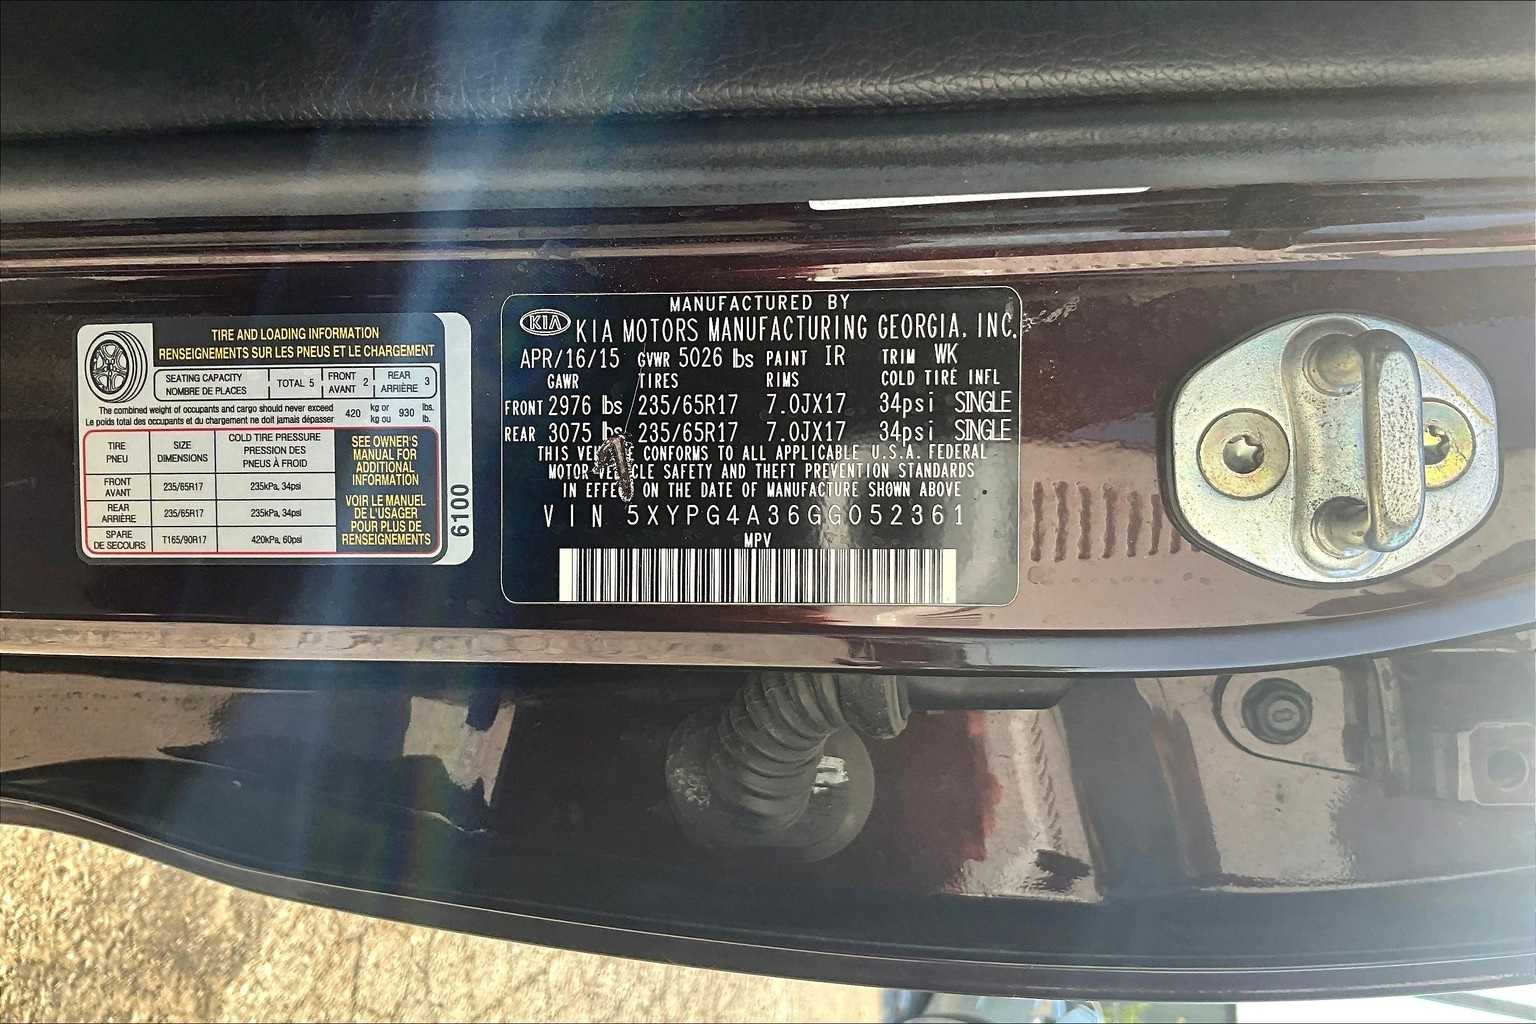 TIRE AND LOADING INFORMATION
RENSEIGNEMENTS SUR LES PNEUS ET LE CHARGEMENT
SEATING CAPACITY
NOMBRE DE PLACES
TOTAL 5
FRONT
AVANT 2
REAR
ARRIÈRE 3
The combined weight of occupants and cargo should never exceed
Le poids total des occupants et du chargement ne doit jamais dépasser
420 kg or
kg ou
930 lbs.
lb.
TIRE
PNEU
SIZE
DIMENSIONS
COLD TIRE PRESSURE
PRESSION DES
PNEUS À FROID
FRONT
AVANT
235/65R17
235kPa, 34psi
REAR
ARRIÈRE
235/65R17
235kPa, 34psi
SPARE
DE SECOURS
T165/90R17
420kPa, 60psi
SEE OWNER'S
MANUAL FOR
ADDITIONAL
INFORMATION
VOIR LE MANUEL
DE L'USAGER
POUR PLUS DE
RENSEIGNEMENTS
6100
MANUFACTURED BY
KIA KIA MOTORS MANUFACTURING GEORGIA, INC.
APR/16/15 GVWR 5026 lbs PAINT IR TRIM WK
GAWR TIRES RIMS COLD TIRE INFL
FRONT 2976 lbs 235/65R17 7.0JX17 34psi SINGLE
REAR 3075 lbs 235/65R17 7.0JX17 34psi SINGLE
THIS VEHICLE CONFORMS TO ALL APPLICABLE U.S.A. FEDERAL
MOTOR VEHICLE SAFETY AND THEFT PREVENTION STANDARDS
IN EFFECT ON THE DATE OF MANUFACTURE SHOWN ABOVE
VIN 5XYPG4A36GG052361
MPV